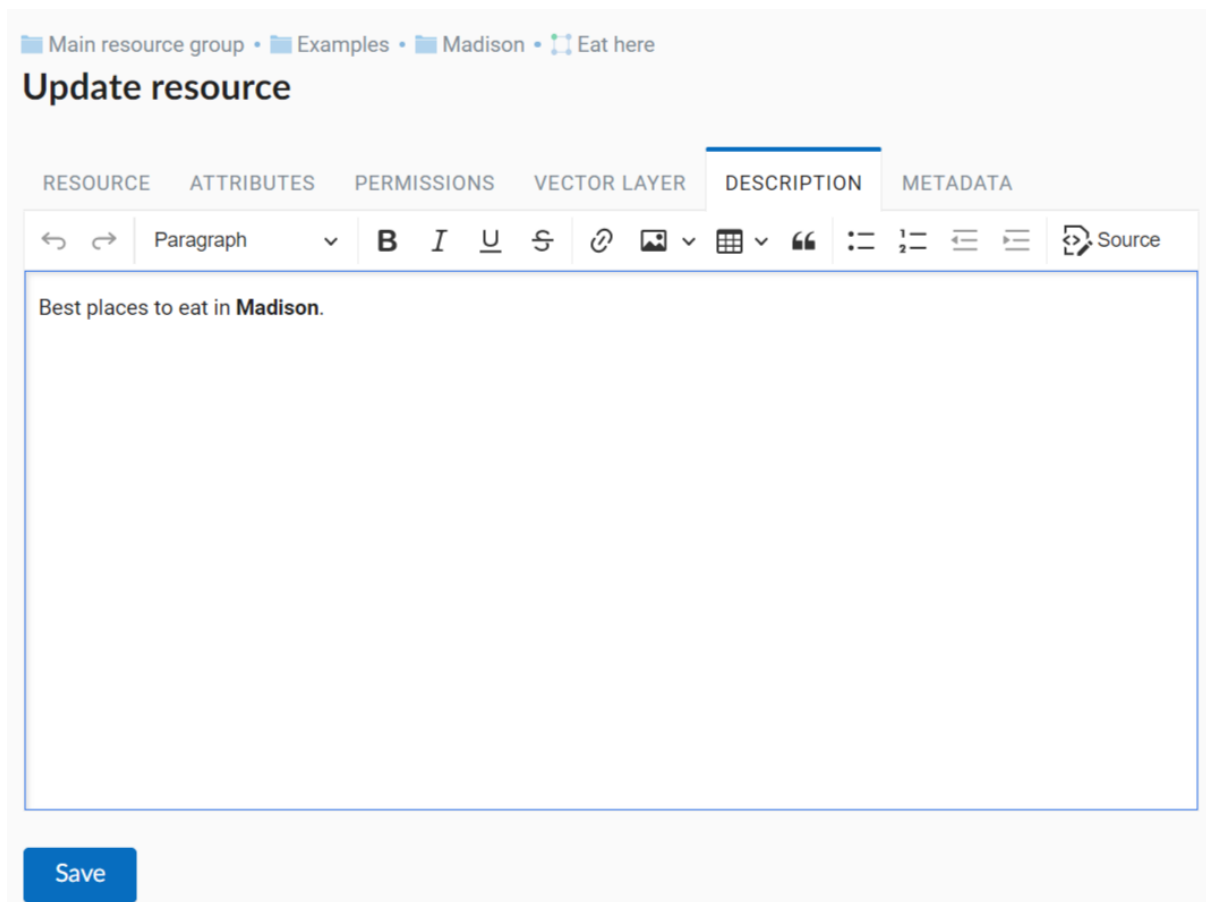 Main resource group • Examples • Madison • Eat here
Update resource
RESOURCE ATTRIBUTES PERMISSIONS VECTOR LAYER DESCRIPTION METADATA
Paragraph B I U S Source
Best places to eat in Madison.
Save